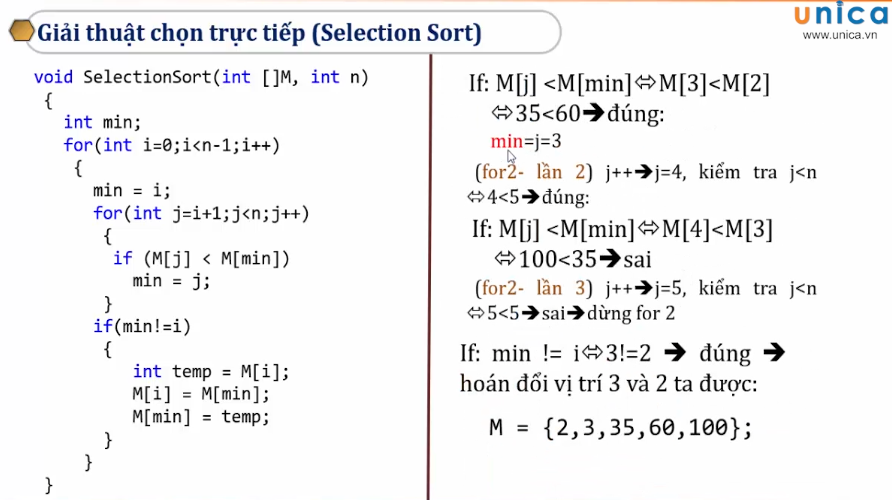 unica
www.unica.vn
Giải thuật chọn trực tiếp (Selection Sort)
void SelectionSort(int []M, int n)
{
int min;
for(int i=0;i<n-1;i++)
{
min = i;
for(int j=i+1;j<n;j++)
{
if (M[j] < M[min])
min = j;
}
if(min!=i)
{
int temp = M[i];
M[i] = M[min];
M[min] = temp;
}
}
}
If: M[j] <M[min]⬄M[3]<M[2]
⬄35<60🡺đúng:
min=j=3
(for2- lần 2) j++🡺j=4, kiểm tra j<n
⬄4<5🡺đúng:
If: M[j] <M[min]⬄M[4]<M[3]
⬄100<35🡺sai
(for2- lần 3) j++🡺j=5, kiểm tra j<n
⬄5<5🡺sai🡺dừng for 2
If: min != i⬄3!=2 🡺 đúng 🡺
hoán đổi vị trí 3 và 2 ta được:
M = {2,3,35,60,100};